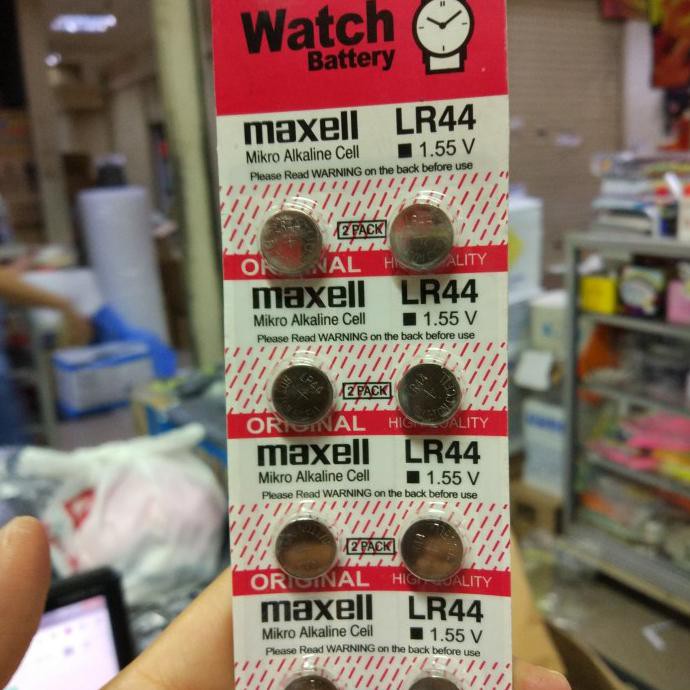 Watch
Battery
maxell LR44
Mikro Alkaline Cell ■ 1.55 V
Please Read WARNING on the back before use
2 PACK
ORIGINAL HIGH QUALITY
maxell LR44
Mikro Alkaline Cell ■ 1.55 V
Please Read WARNING on the back before use
2 PACK
ORIGINAL HIGH QUALITY
maxell LR44
Mikro Alkaline Cell ■ 1.55 V
Please Read WARNING on the back before use
2 PACK
ORIGINAL HIGH QUALITY
maxell LR44
Mikro Alkaline Cell ■ 1.55 V
Please Read WARNING on the back before use